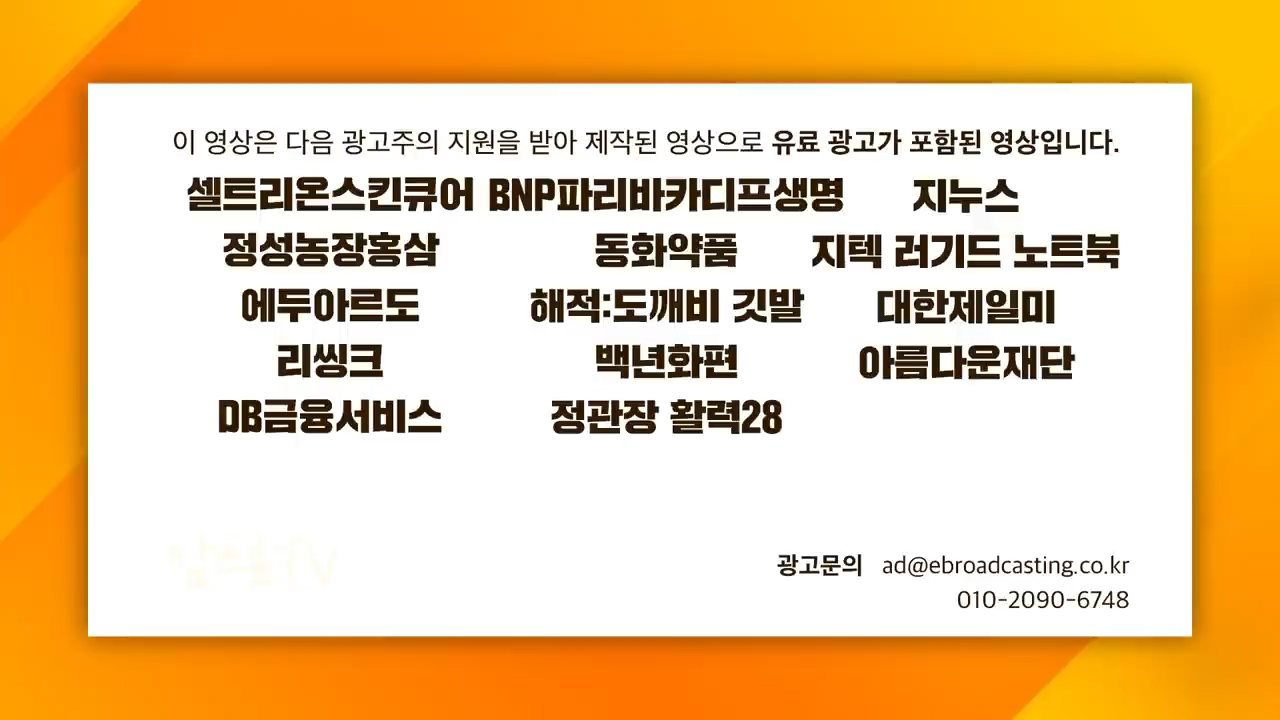 이 영상은 다음 광고주의 지원을 받아 제작된 영상으로 유료 광고가 포함된 영상입니다.
셀트리온스킨큐어 BNP파리바카디프생명 지누스
정성농장홍삼 동화약품 지텍 러기드 노트북
에두아르도 해적:도깨비 깃발 대한제일미
리씽크 백년화편 아름다운재단
DB금융서비스 정관장 활력28
광고문의 ad@ebroadcasting.co.kr
010-2090-6748